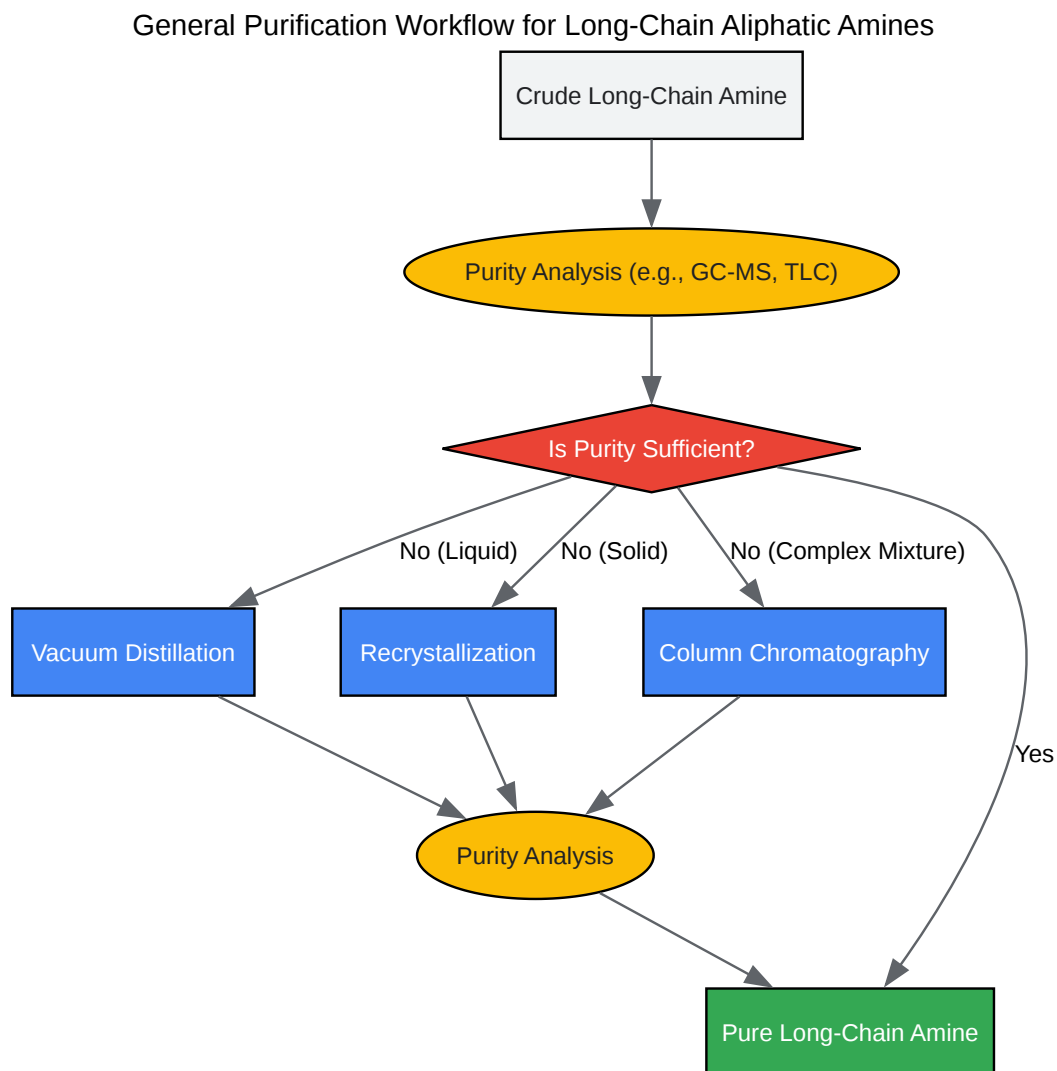 General Purification Workflow for Long-Chain Aliphatic Amines
Crude Long-Chain Amine
Purity Analysis (e.g., GC-MS, TLC)
Is Purity Sufficient?
No (Liquid)
No (Solid)
No (Complex Mixture)
Vacuum Distillation
Recrystallization
Column Chromatography
Yes
Purity Analysis
Pure Long-Chain Amine